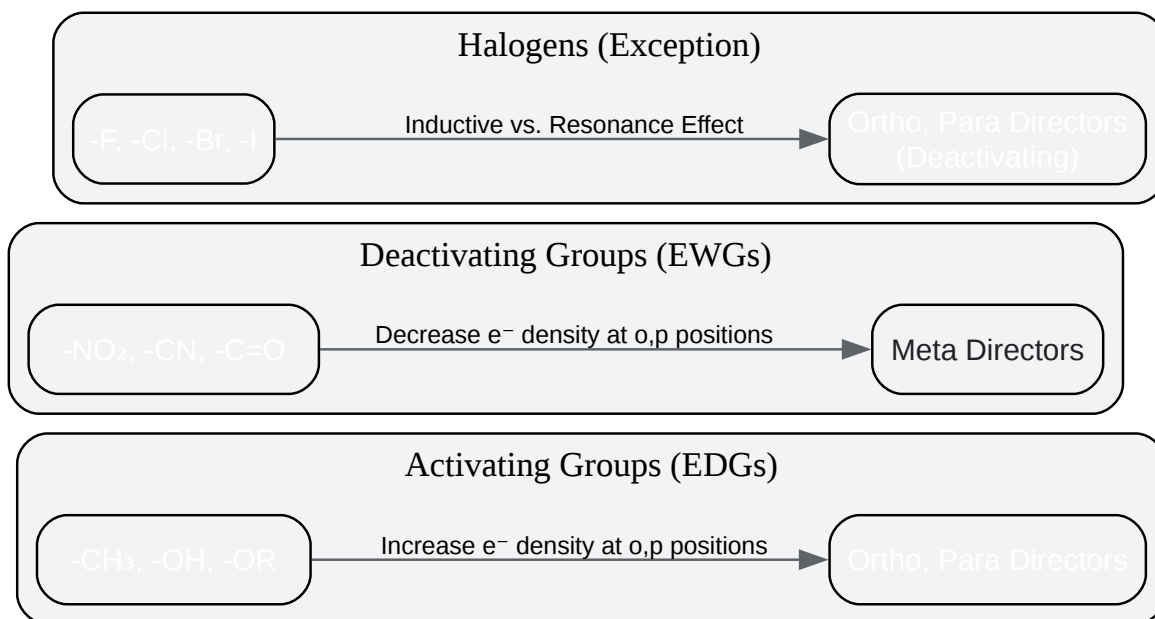 Halogens (Exception)
-F, -Cl, -Br, -I
Inductive vs. Resonance Effect
Ortho, Para Directors
(Deactivating)
Deactivating Groups (EWGs)
-NO₂, -CN, -C=O
Decrease e⁻ density at o,p positions
Meta Directors
Activating Groups (EDGs)
-CH₃, -OH, -OR
Increase e⁻ density at o,p positions
Ortho, Para Directors